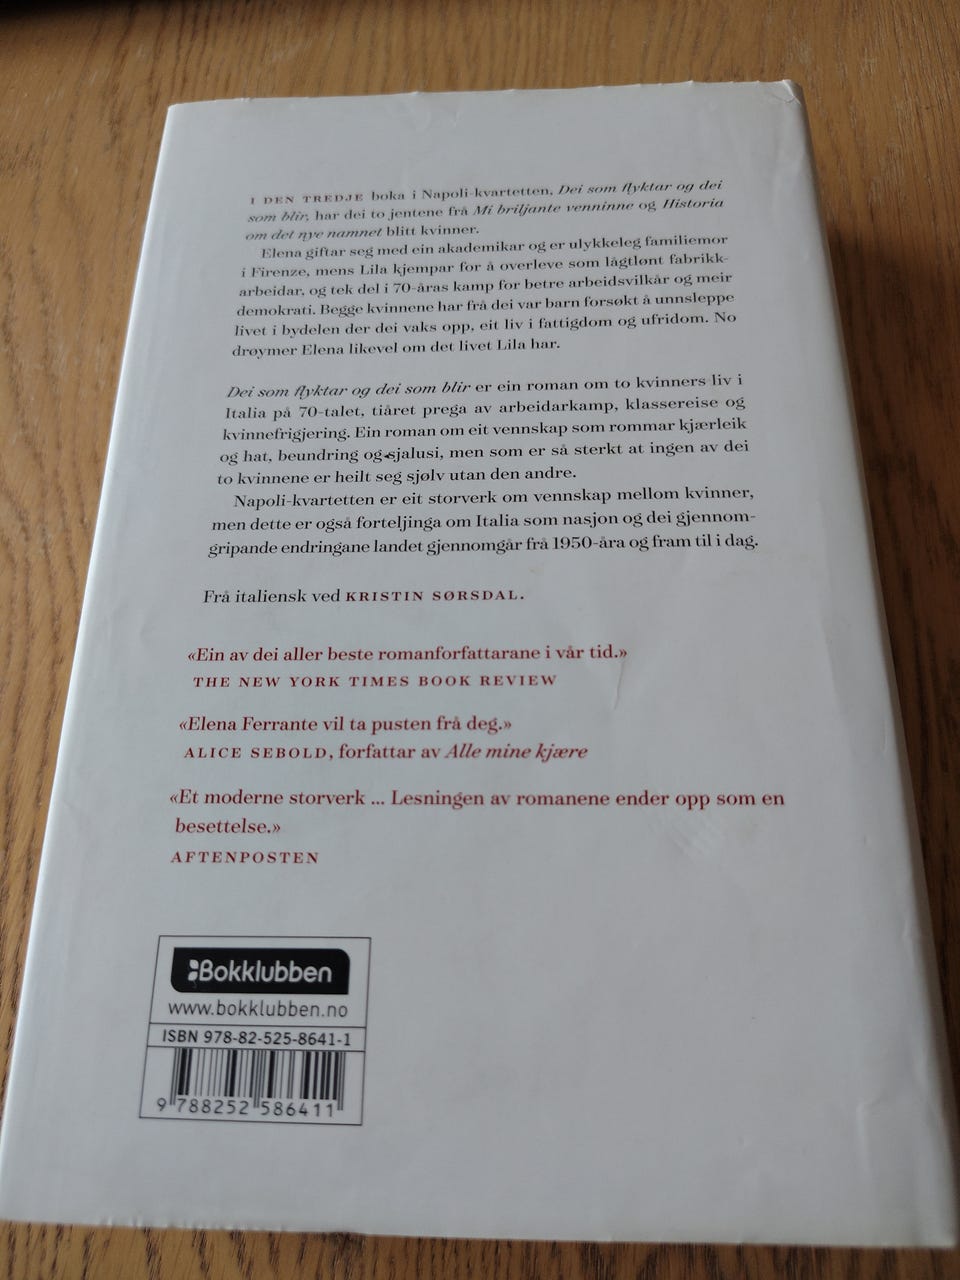 I DEN TREDJE boka i Napoli-kvartetten, Dei som flyktar og dei
som blir, har dei to jentene frå Mi briljante venninne og Historia
om det nye namnet blitt kvinner.
Elena giftar seg med ein akademikar og er ulykkeleg familiemor
i Firenze, mens Lila kjempar for å overleve som lågtlønt fabrikk-
arbeidar, og tek del i 70-åras kamp for betre arbeidsvilkår og meir
demokrati. Begge kvinnene har frå dei var barn forsøkt å unnsleppe
livet i bydelen der dei vaks opp, eit liv i fattigdom og ufridom. No
drøymer Elena likevel om det livet Lila har.
Dei som flyktar og dei som blir er ein roman om to kvinners liv i
Italia på 70-talet, tiåret prega av arbeidarkamp, klassereise og
kvinnefrigjering. Ein roman om eit vennskap som rommar kjærleik
og hat, beundring og sjalusi, men som er så sterkt at ingen av dei
to kvinnene er heilt seg sjølv utan den andre.
Napoli-kvartetten er eit storverk om vennskap mellom kvinner,
men dette er også forteljinga om Italia som nasjon og dei gjennom-
gripande endringane landet gjennomgår frå 1950-åra og fram til i dag.
Frå italiensk ved KRISTIN SØRSDAL.
«Ein av dei aller beste romanforfattarane i vår tid.»
THE NEW YORK TIMES BOOK REVIEW
«Elena Ferrante vil ta pusten frå deg.»
ALICE SEBOLD, forfattar av Alle mine kjære
«Et moderne storverk ... Lesningen av romanene ender opp som en
besettelse.»
AFTENPOSTEN
Bokklubben
www.bokklubben.no
ISBN 978-82-525-8641-1
9 788252 586411